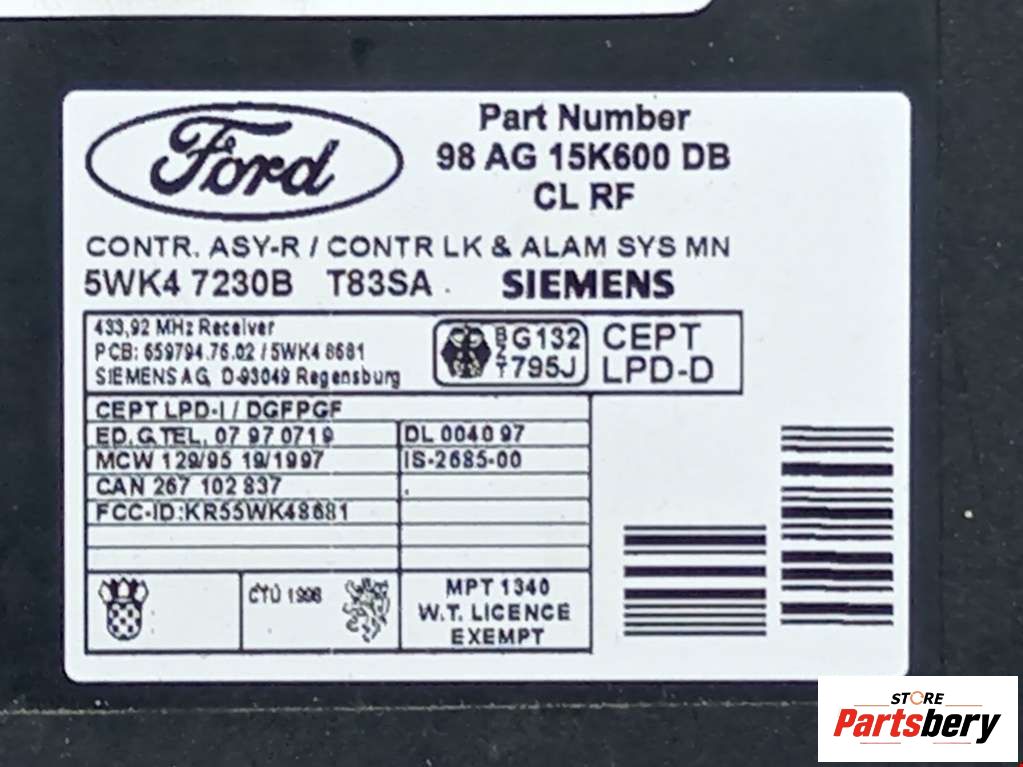 Ford
Part Number
98 AG 15K600 DB
CL RF
CONTR. ASY-R / CONTR LK & ALAM SYS MN
5WK4 7230B T83SA . SIEMENS
433,92 MHz Receiver
PCB: 659794.76.02 / 5WK4 8681
SIEMENS AG, D-93049 Regensburg
BZT G132 795J
CEPT
LPD-D
CEPT LPD-I / DGFPGF
ED. G.TEL. 07 97 0719
DL 0040 97
MCW 129/95 19/1997
IS-2685-00
CAN 267 102 837
FCC-ID:KR55WK48681
ČTÚ 1998
MPT 1340
W.T. LICENCE
EXEMPT
STORE
Partsbery